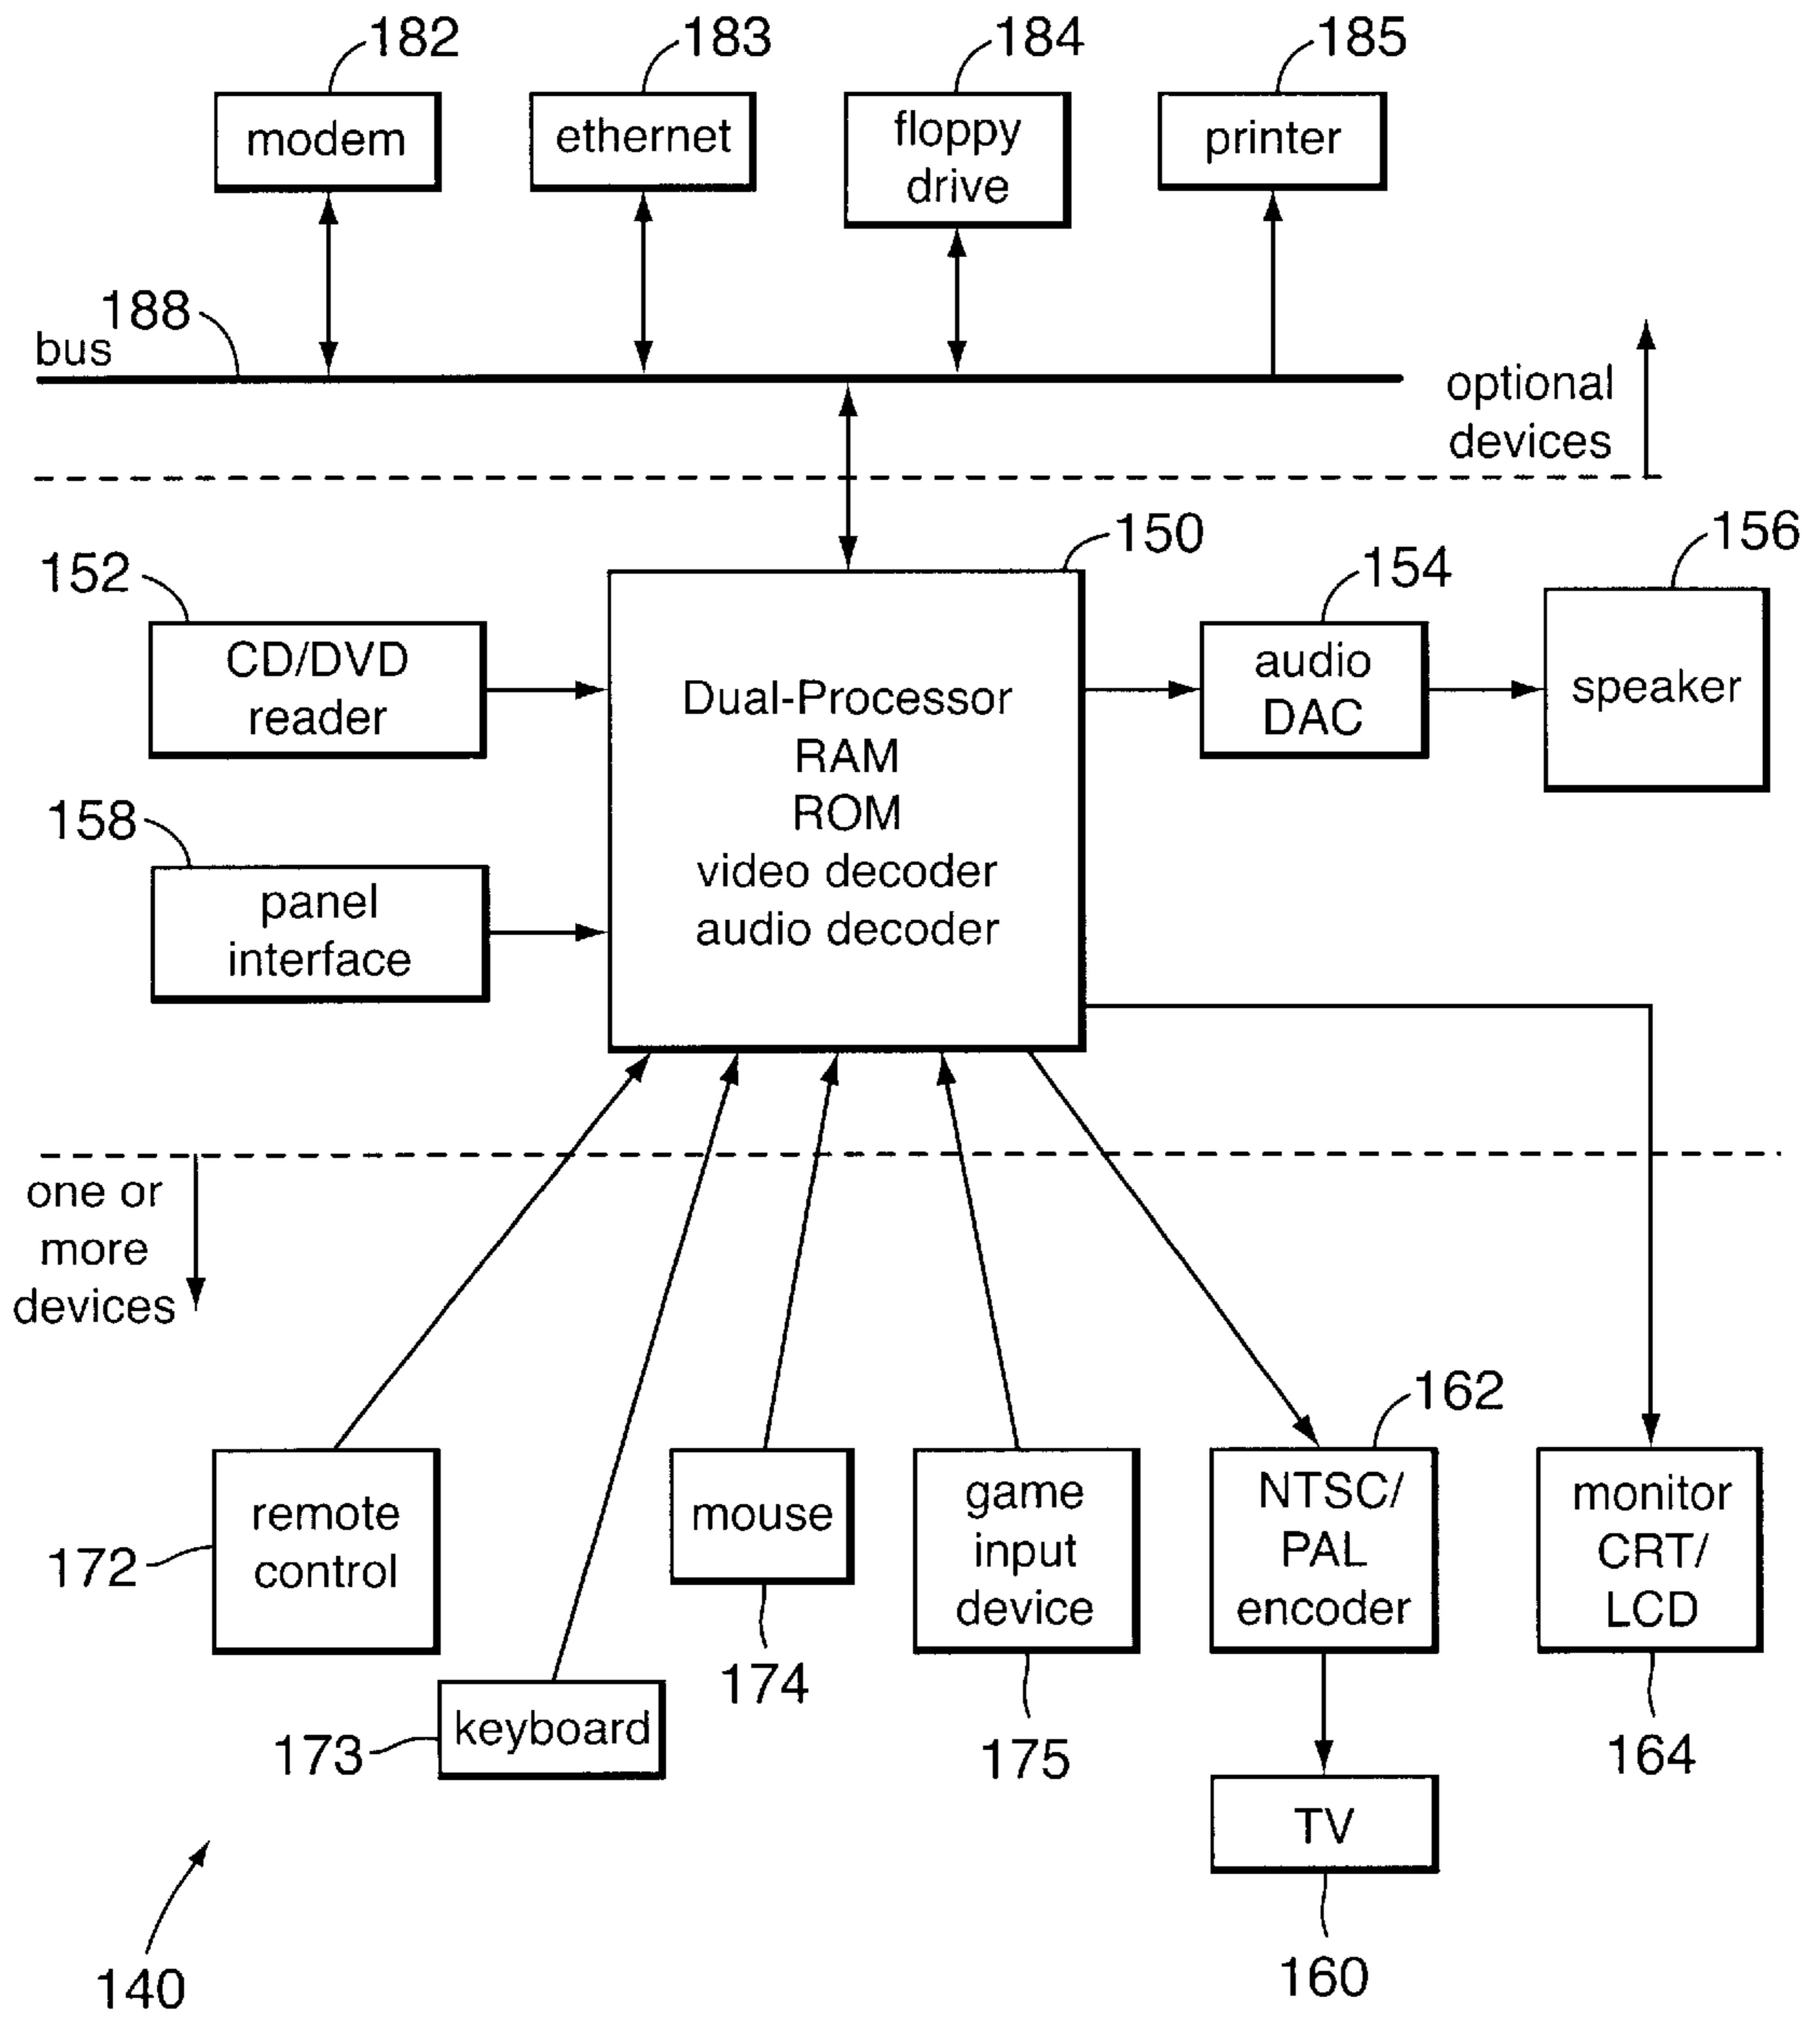 182
183
184
185
modem
ethernet
floppy
drive
printer
188
bus
optional
devices
150
156
152
154
CD/DVD
reader
audio
DAC
speaker
Dual-Processor
RAM
ROM
video decoder
audio decoder
158
panel
interface
one or
more
devices
162
remote
control
172
mouse
174
game
input
device
175
NTSC/
PAL
encoder
monitor
CRT/
LCD
164
keyboard
173
TV
160
140